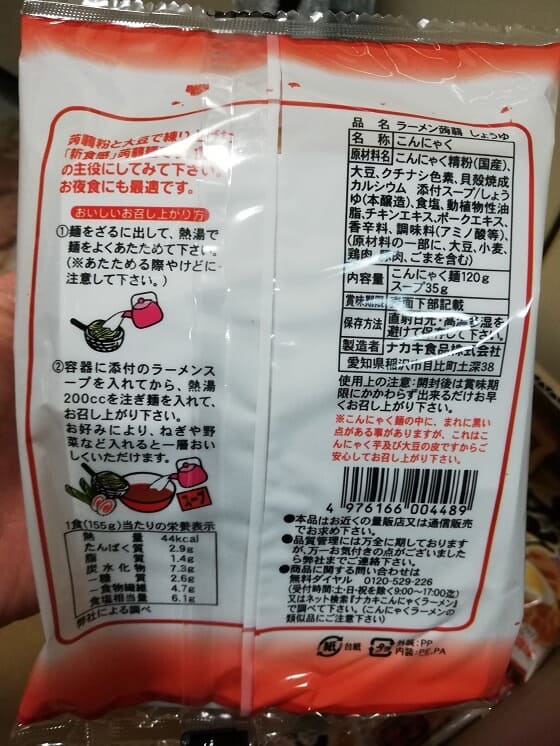 蒟蒻粉と大豆で練り
「新食感」蒟蒻
の主役にしてみて下さい。
お夜食にも最適です。
おいしいお召し上がり方
①麺をざるに出して、熱湯で
麺をよくあたためて下さい。
(※あたためる際やけどに
注意して下さい。)
②容器に添付のラーメンス
ープを入れてから、熱湯
200ccを注ぎ麺を入れて、
お召し上がり下さい。
お好みにより、ねぎや野
菜など入れると一層おい
しくいただけます。
スープ
1食(155g)当たりの栄養表示
熱量 44kcal
たんぱく質 2.9g
脂質 1.4g
炭水化物 7.3g
-糖質 2.6g
-食物繊維 4.7g
食塩相当量 6.1g
弊社による調べ
品名 ラーメン蒟蒻 しょうゆ
名称 こんにゃく
原材料名 こんにゃく精粉(国産)、
大豆、クチナシ色素、貝殻焼成
カルシウム 添付スープ/しょう
ゆ(本醸造)、食塩、動植物性油
脂、チキンエキス、ポークエキス、
香辛料、調味料(アミノ酸等)、
(原材料の一部に、大豆、小麦、
鶏肉、豚肉、ごまを含む)
内容量 こんにゃく麺120g
スープ35g
賞味期限 表面下部記載
保存方法 直射日光・高温多湿を
避けて保存して下さい。
製造者 ナカキ食品株式会社
愛知県稲沢市目比町土深38
使用上の注意:開封後は賞味期
限にかかわらず出来るだけお早
くお召し上がり下さい。
※こんにゃく麺の中に、まれに黒い
点がある事がありますが、これはこ
んにゃく芋及び大豆の皮ですからご
安心してお召し上がり下さい。
4 976166 004489
●本品はお近くの量販店又は通信販売
でお求め下さい。
●品質管理には万全に期しております
が、万一お気付きの点がございました
ら弊社までご連絡下さい。
●商品に関する問い合わせは
無料ダイヤル 0120-529-226
(受付時間:土・日・祝を除く9:00~17:00迄)
又はネット検索『ナカキこんにゃくラーメン』
で調べて下さい。(こんにゃくラーメンの
類似品にご注意下さい)
紙 台紙 プラ 外装:PP
内装:PE,PA